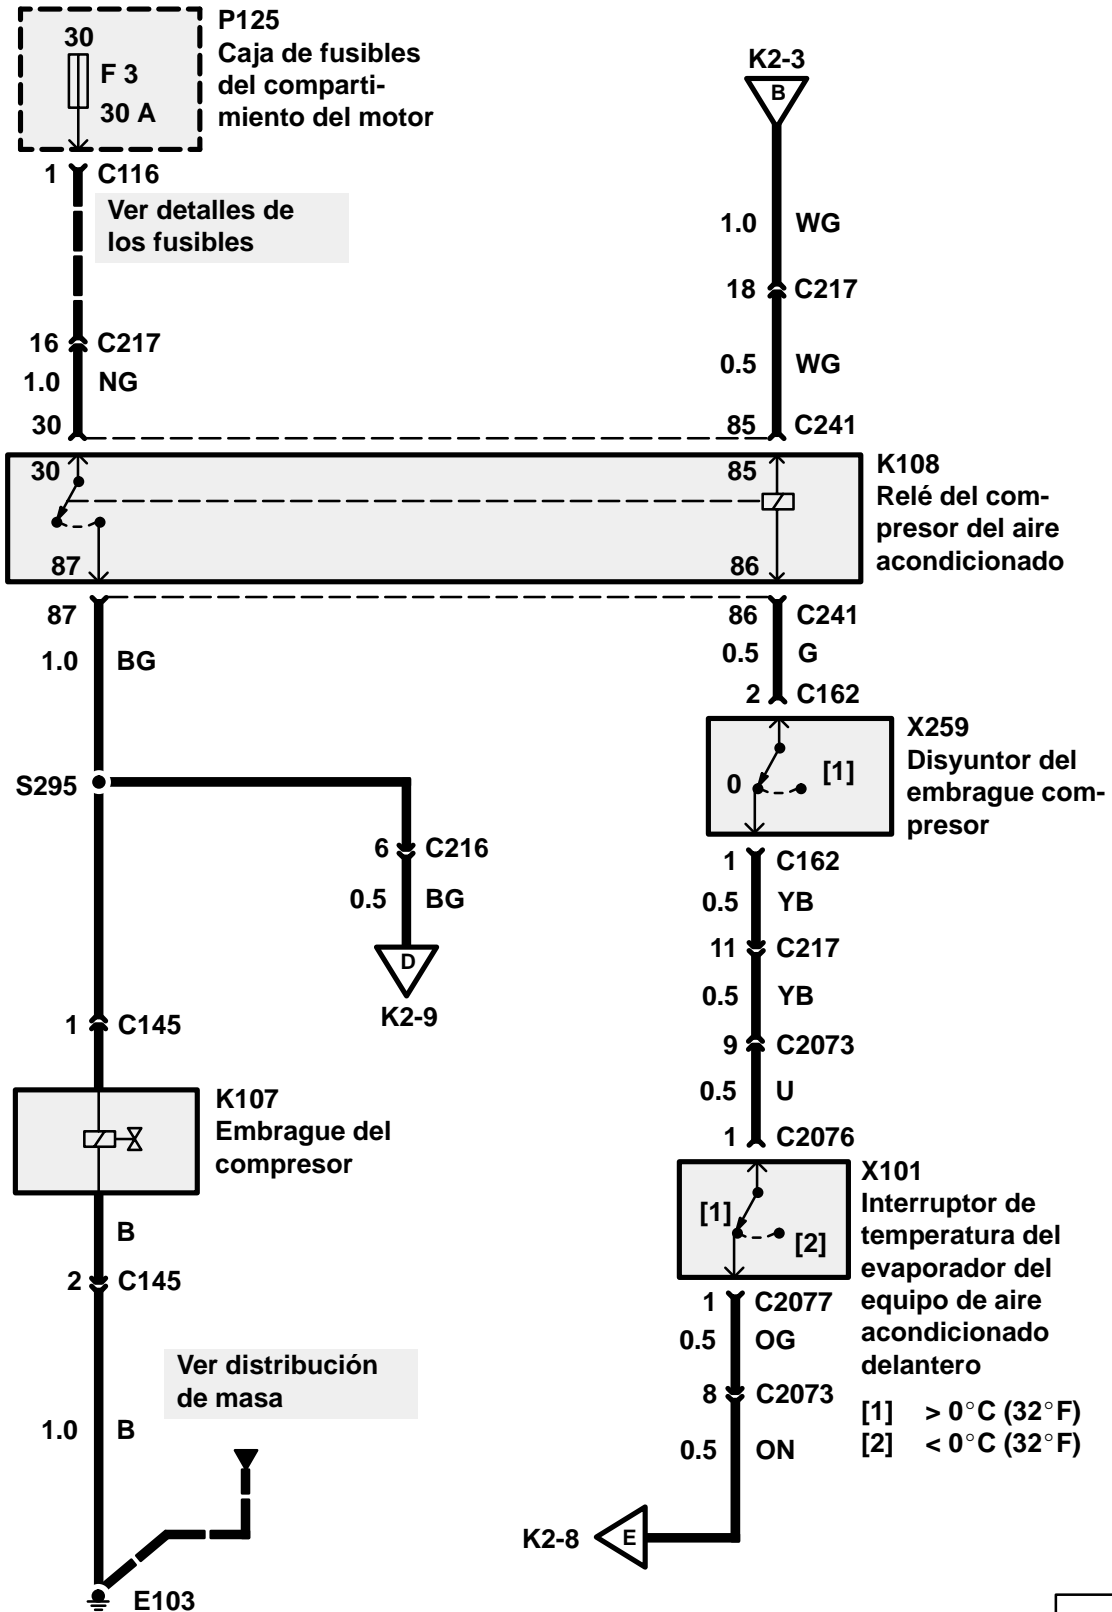 P125
Caja de fusibles
del comparti-
miento del motor
30
F 3
30 A
1 C116
Ver detalles de
los fusibles
16 C217
1.0 NG
30
K2-3
B
1.0 WG
18 C217
0.5 WG
85 C241
30
85
87
86
K108
Relé del com-
presor del aire
acondicionado
87
1.0 BG
S295
6 C216
0.5 BG
D
K2-9
1 C145
K107
Embrague del
compresor
B
2 C145
Ver distribución
de masa
1.0 B
E103
86 C241
0.5 G
2 C162
0 [1]
X259
Disyuntor del
embrague com-
presor
1 C162
0.5 YB
11 C217
0.5 YB
9 C2073
0.5 U
1 C2076
[1]
[2]
X101
Interruptor de
temperatura del
evaporador del
equipo de aire
acondicionado
delantero
[1] > 0°C (32°F)
[2] < 0°C (32°F)
1 C2077
0.5 OG
8 C2073
0.5 ON
K2-8 E